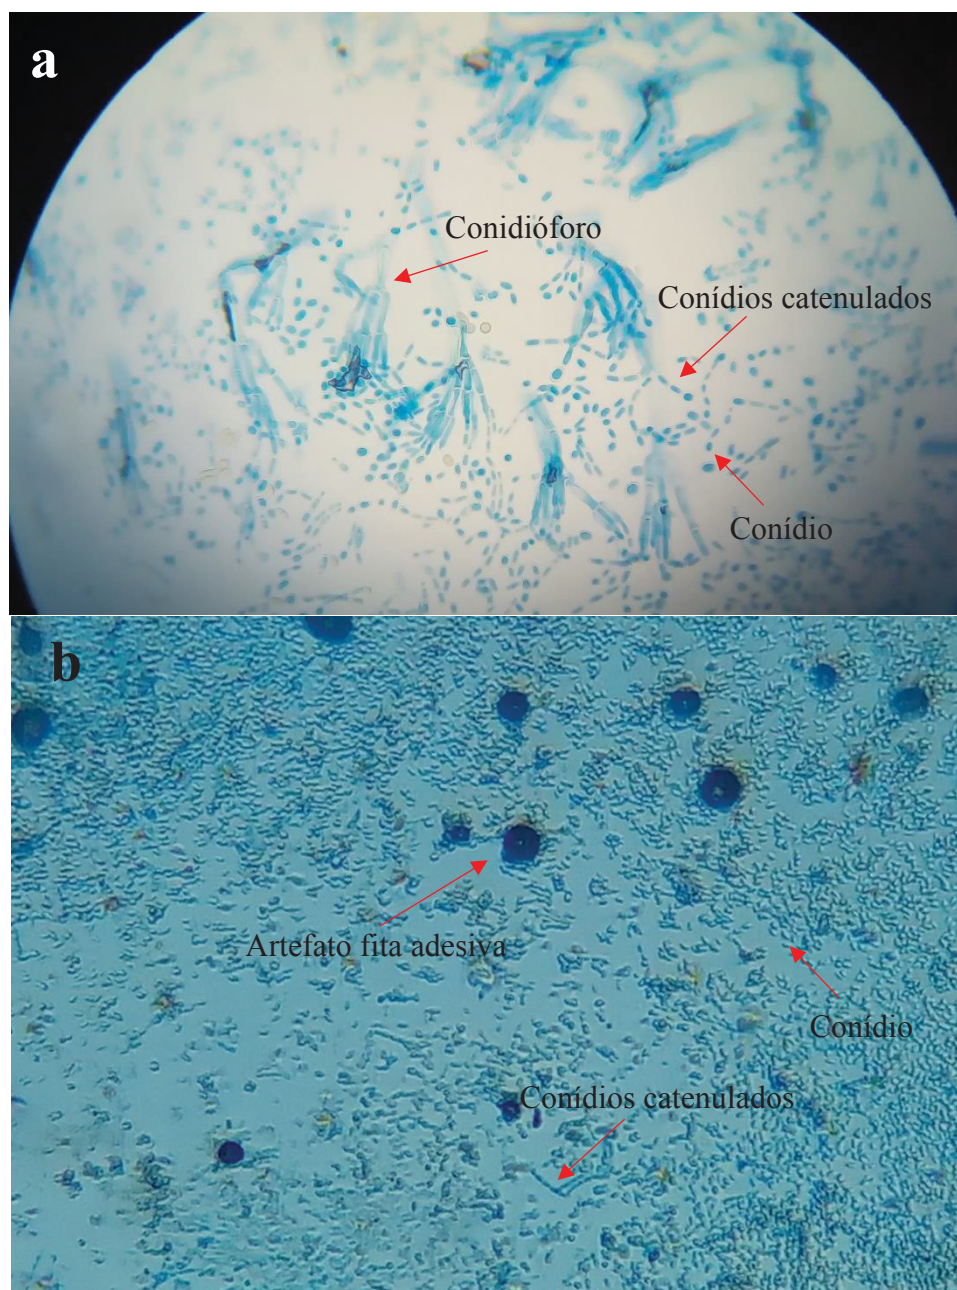 a
Conidióforo
Conídios catenulados
Conídio
b
Artefato fita adesiva
Conídio
Conídios catenulados